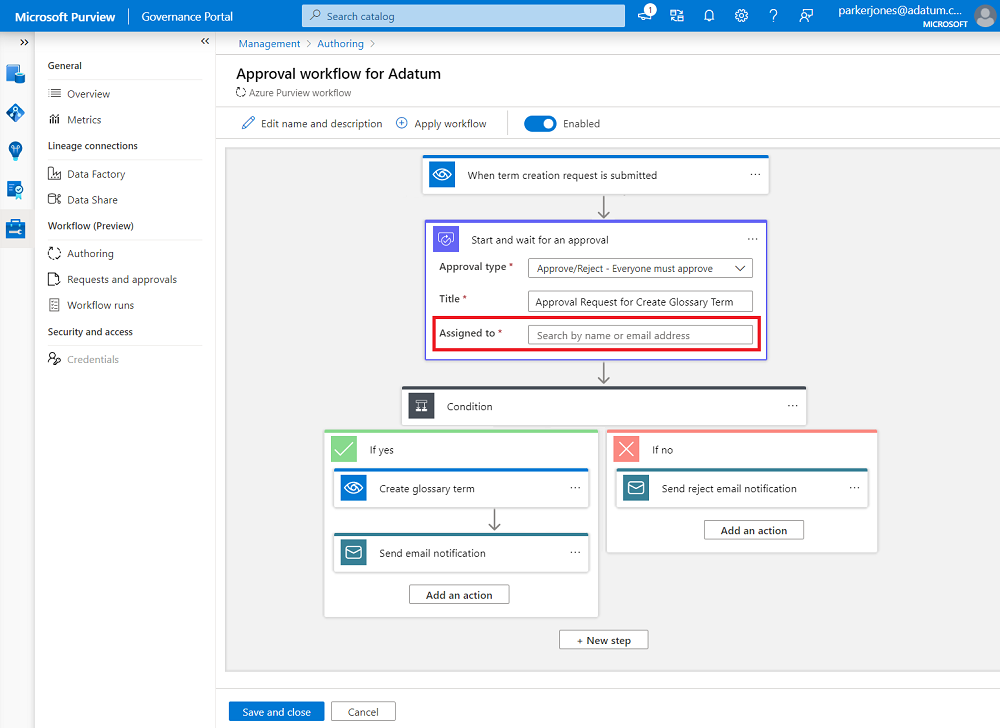 Microsoft Purview
Governance Portal
Search catalog
1
?
parkerjones@adatum.c...
MICROSOFT
General
Overview
Metrics
Lineage connections
Data Factory
Data Share
Workflow (Preview)
Authoring
Requests and approvals
Workflow runs
Security and access
Credentials
Management > Authoring >
Approval workflow for Adatum
Azure Purview workflow
Edit name and description
Apply workflow
Enabled
When term creation request is submitted
...
Start and wait for an approval
...
Approval type *
Approve/Reject - Everyone must approve
Title *
Approval Request for Create Glossary Term
Assigned to *
Search by name or email address
Condition
...
If yes
Create glossary term
...
Send email notification
...
Add an action
If no
Send reject email notification
...
Add an action
+ New step
Save and close
Cancel